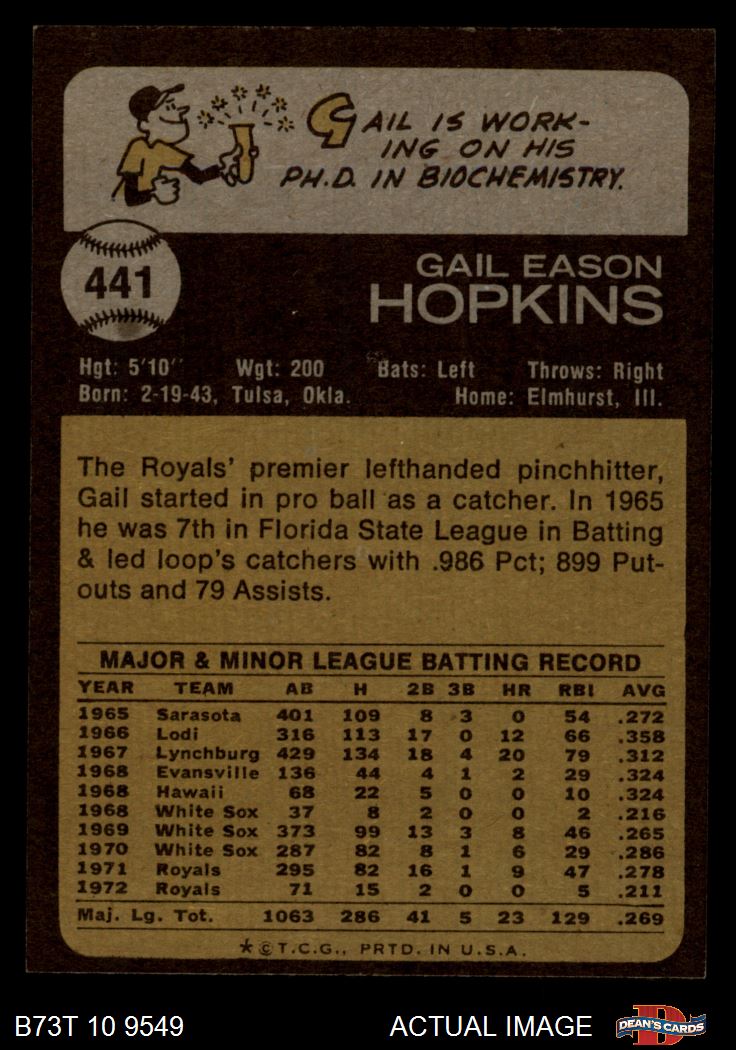 GAIL IS WORK-
ING ON HIS
PH.D. IN BIOCHEMISTRY.
441
GAIL EASON
HOPKINS
Hgt: 5'10" Wgt: 200 Bats: Left Throws: Right
Born: 2-19-43, Tulsa, Okla. Home: Elmhurst, Ill.
The Royals' premier lefthanded pinchhitter,
Gail started in pro ball as a catcher. In 1965
he was 7th in Florida State League in Batting
& led loop's catchers with .986 Pct; 899 Put-
outs and 79 Assists.
MAJOR & MINOR LEAGUE BATTING RECORD
YEAR TEAM AB H 2B 3B HR RBI AVG
1965 Sarasota 401 109 8 3 0 54 .272
1966 Lodi 316 113 17 0 12 66 .358
1967 Lynchburg 429 134 18 4 20 79 .312
1968 Evansville 136 44 4 1 2 29 .324
1968 Hawaii 68 22 5 0 0 10 .324
1968 White Sox 37 8 2 0 0 2 .216
1969 White Sox 373 99 13 3 8 46 .265
1970 White Sox 287 82 8 1 6 29 .286
1971 Royals 295 82 16 1 9 47 .278
1972 Royals 71 15 2 0 0 5 .211
Maj. Lg. Tot. 1063 286 41 5 23 129 .269
*© T.C.G., PRTD. IN U.S.A.
B73T 10 9549 ACTUAL IMAGE D DEAN'S CARDS